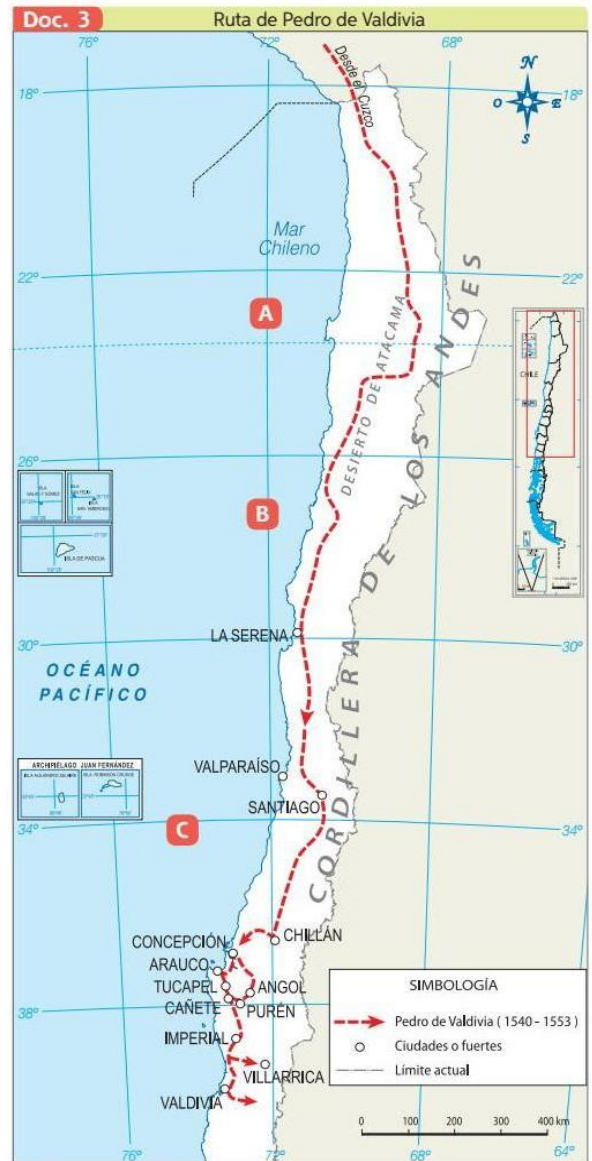 Doc. 3
Ruta de Pedro de Valdivia
76°
72°
68°
Desde el Cuzco
N
O
E
S
18°
18°
Mar
Chileno
22°
22°
A
DESIERTO DE ATACAMA
CORDILLERA DE LOS ANDES
CHILE
26°
26°
B
ISLA DE PASCUA
LA SERENA
30°
30°
OCÉANO
PACÍFICO
VALPARAÍSO
ARCHIPIÉLAGO JUAN FERNÁNDEZ
SANTIAGO
34°
34°
C
CHILLÁN
CONCEPCIÓN
ARAUCO
TUCAPEL
ANGOL
CAÑETE
PURÉN
38°
IMPERIAL
VILLARRICA
VALDIVIA
SIMBOLOGÍA
Pedro de Valdivia ( 1540 - 1553 )
Ciudades o fuertes
Límite actual
0 100 200 300 400 km
76°
72°
68°
64°